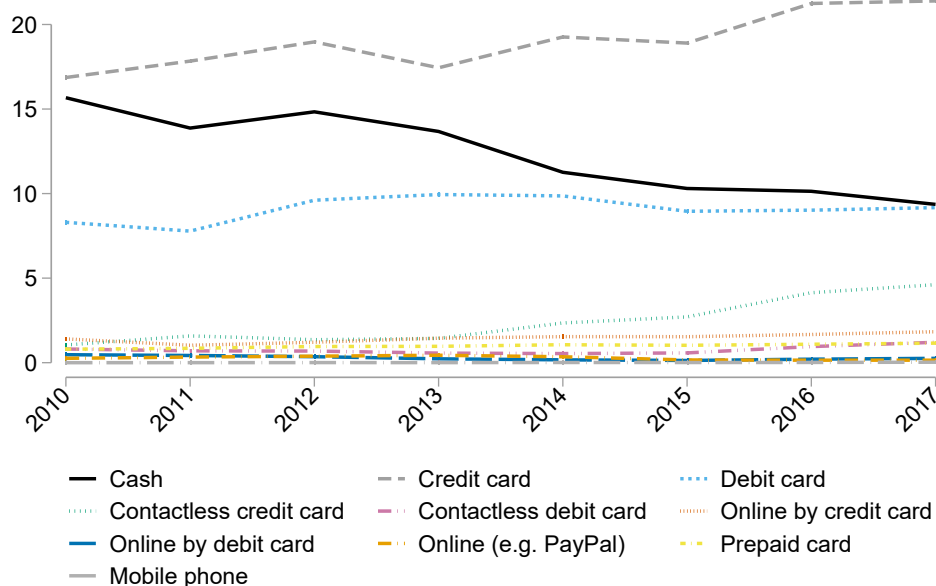 20
15
10
5
0
2010 2011 2012 2013 2014 2015 2016 2017
Cash Credit card Debit card
Contactless credit card Contactless debit card Online by credit card
Online by debit card Online (e.g. PayPal) Prepaid card
Mobile phone